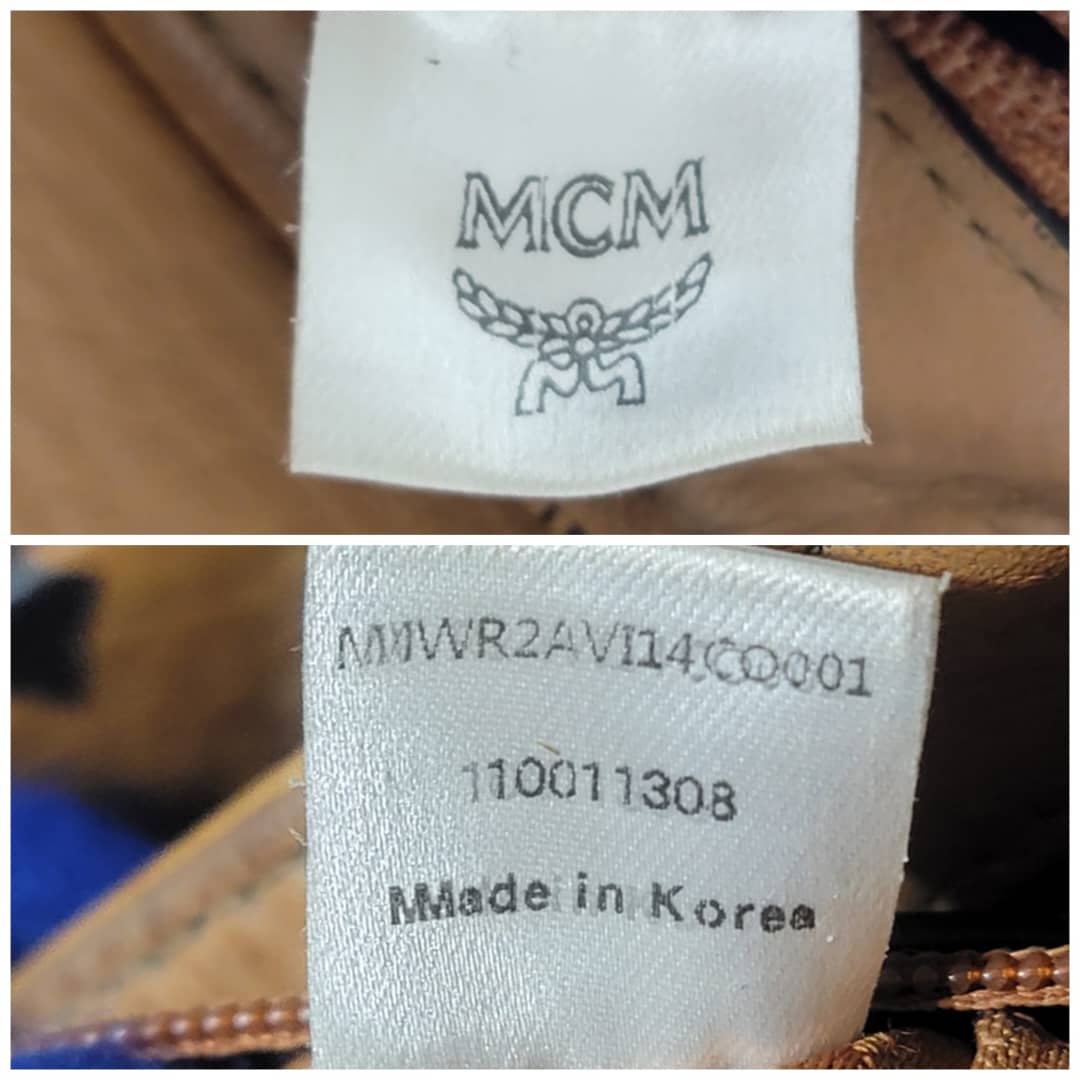 MCM
MMWR2AVI14CO001
110011308
Made in Korea